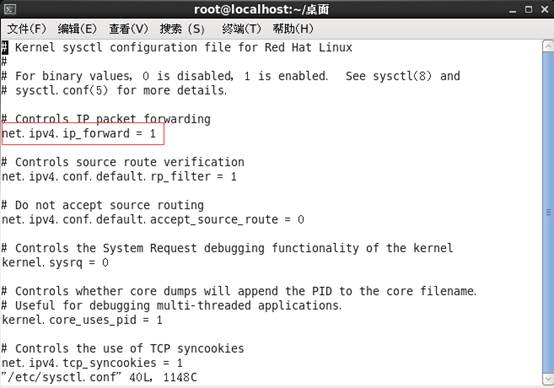 root@localhost:~/桌面
文件(F) 编辑(E) 查看(V) 搜索 (S) 终端(T) 帮助(H)
# Kernel sysctl configuration file for Red Hat Linux
#
# For binary values, 0 is disabled, 1 is enabled.  See sysctl(8) and
# sysctl.conf(5) for more details.
# Controls IP packet forwarding
net.ipv4.ip_forward = 1
# Controls source route verification
net.ipv4.conf.default.rp_filter = 1
# Do not accept source routing
net.ipv4.conf.default.accept_source_route = 0
# Controls the System Request debugging functionality of the kernel
kernel.sysrq = 0
# Controls whether core dumps will append the PID to the core filename.
# Useful for debugging multi-threaded applications.
kernel.core_uses_pid = 1
# Controls the use of TCP syncookies
net.ipv4.tcp_syncookies = 1
"/etc/sysctl.conf" 40L, 1148C